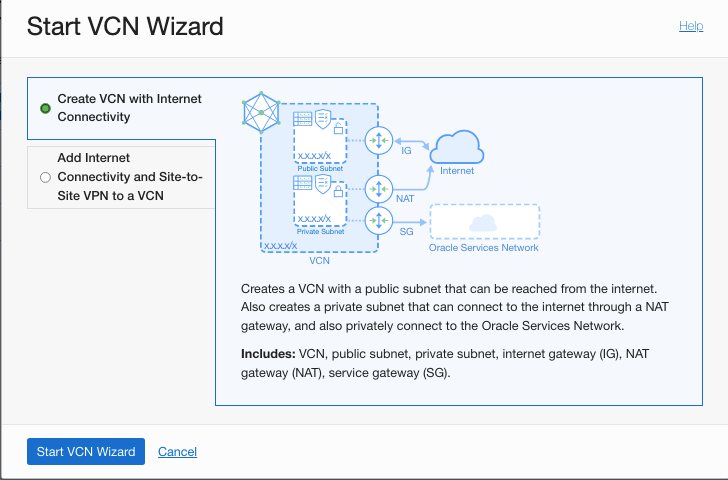 Start VCN Wizard
Help
Create VCN with Internet
Connectivity
Add Internet
Connectivity and Site-to-
Site VPN to a VCN
X.X.X.X/X
Public Subnet
IG
Internet
NAT
X.X.X.X/X
Private Subnet
SG
X.X.X.X/X
Oracle Services Network
VCN
Creates a VCN with a public subnet that can be reached from the internet.
Also creates a private subnet that can connect to the internet through a NAT
gateway, and also privately connect to the Oracle Services Network.
Includes: VCN, public subnet, private subnet, internet gateway (IG), NAT
gateway (NAT), service gateway (SG).
Start VCN Wizard
Cancel